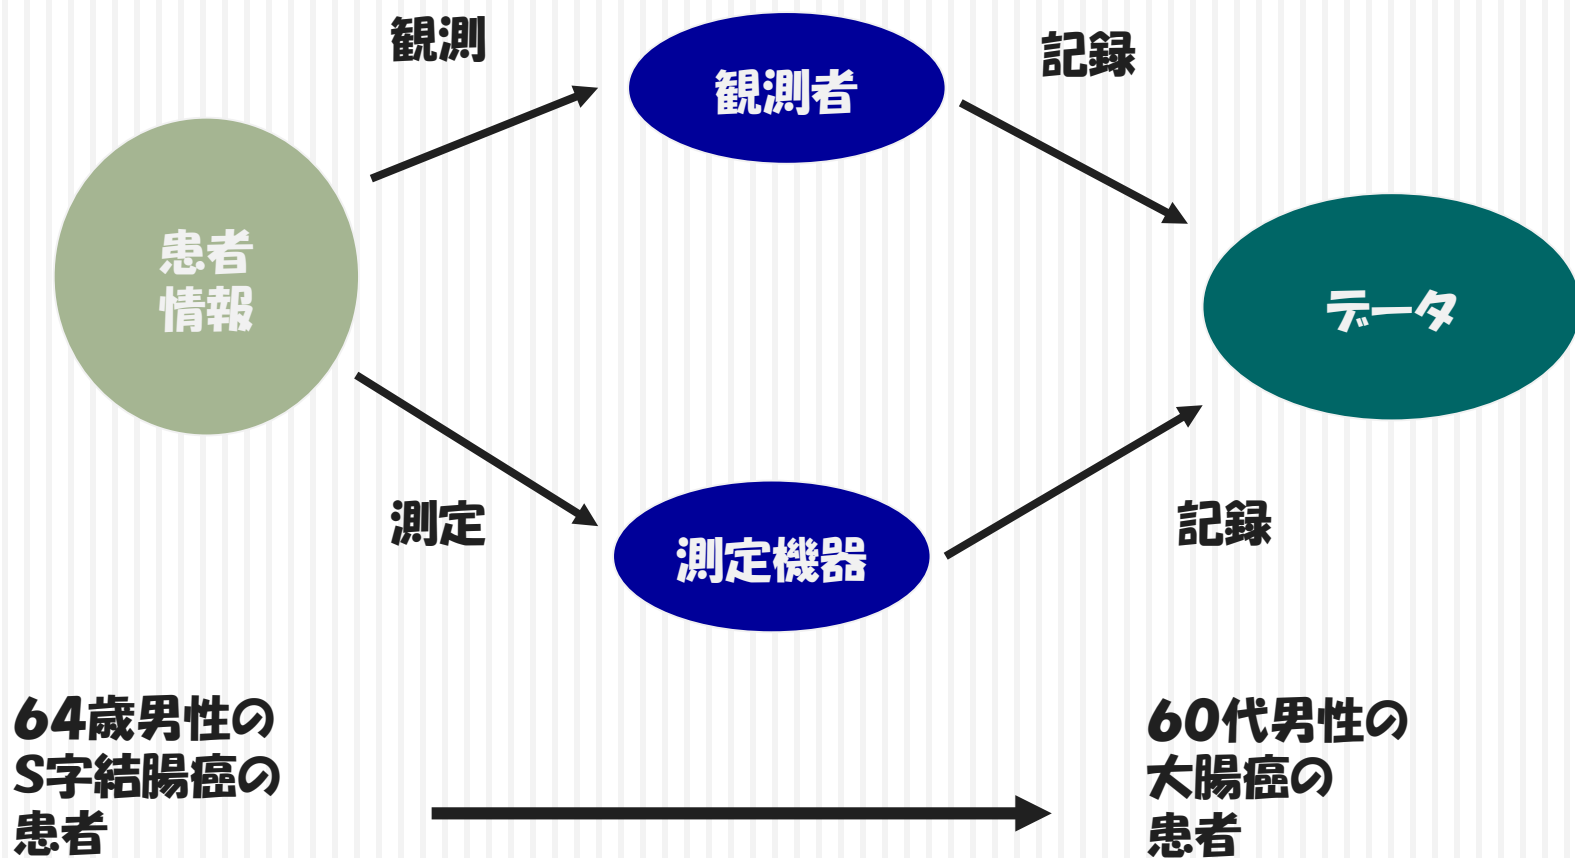 観測
観測者
記録
患者
情報
データ
測定
測定機器
記録
64歳男性の
S字結腸癌の
患者
60代男性の
大腸癌の
患者